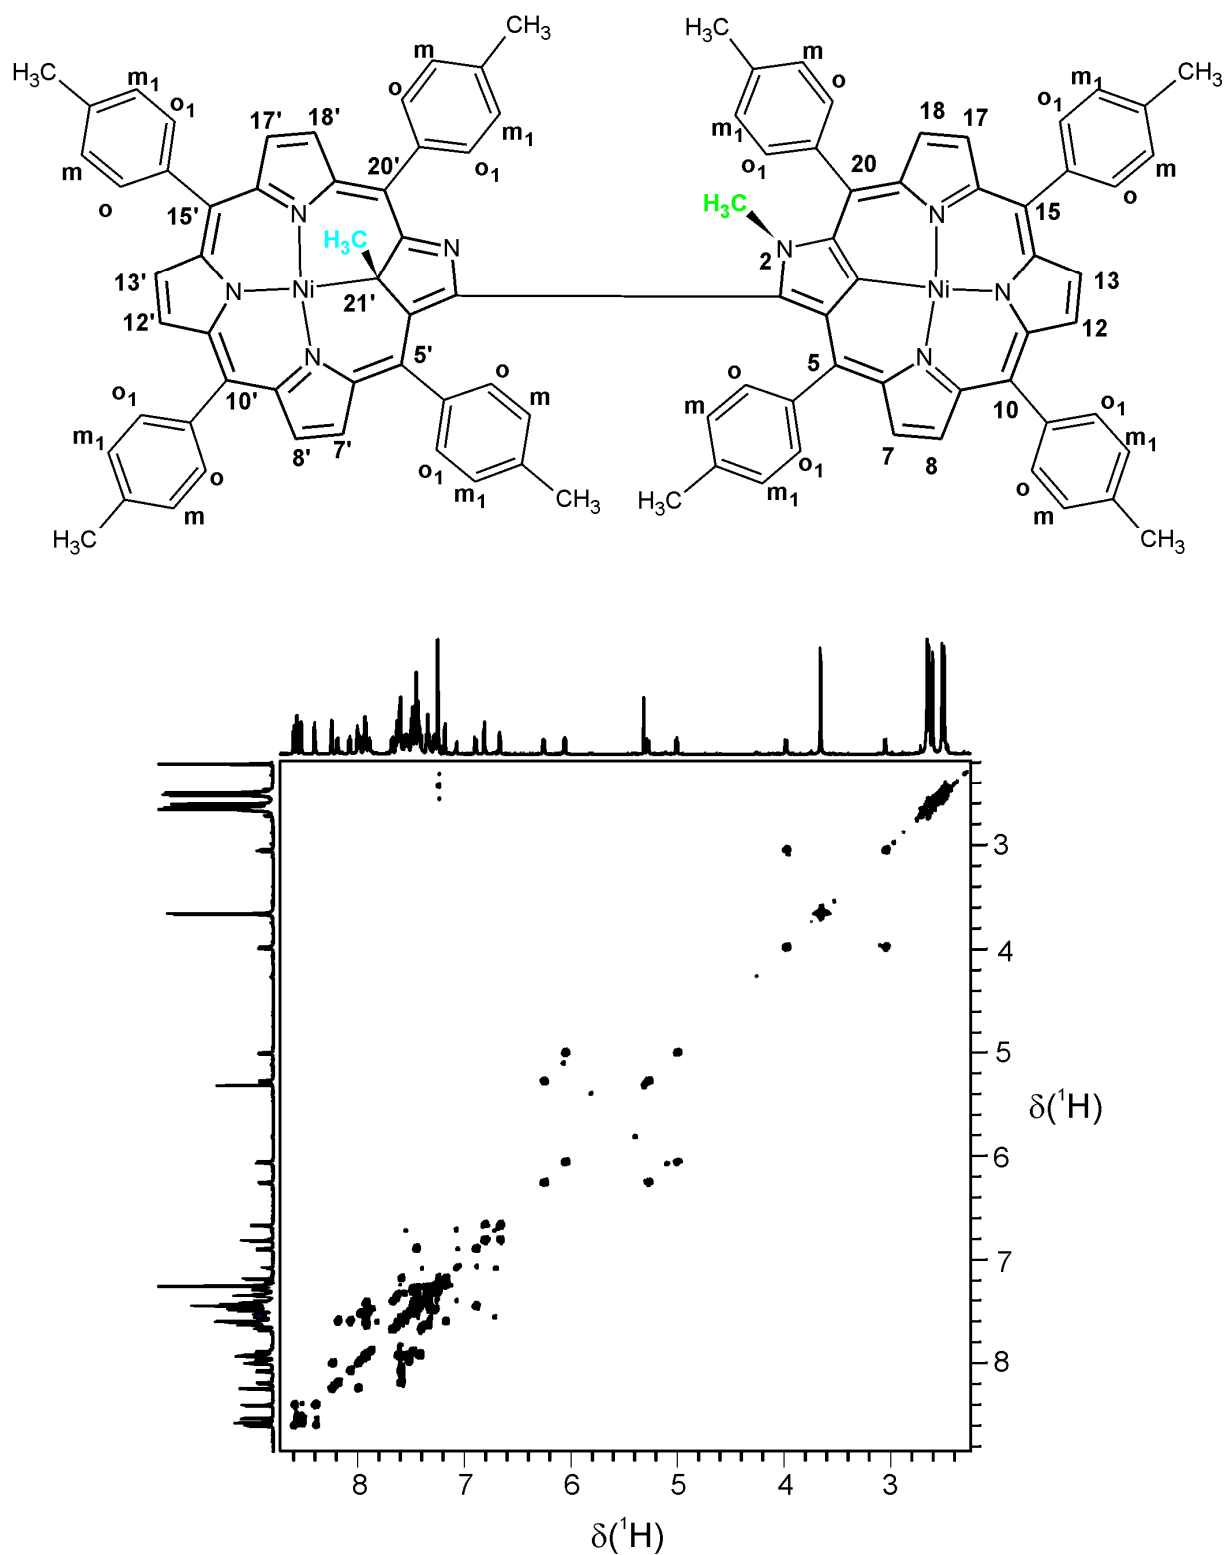 CH3 H3C
m m
H3C m1 m1 CH3
o1 o o o1
17' 18' m1 m1 18 17 m
m o1 o1
o 20' 20 o
15' H3C 15
N N
H3C N N 2
13' N Ni N Ni N 13
12' 21' 12
N 5' N
o o 5 10
o1 10' m m o1
m1 7' 7 m1
8' o1 o1 8 o
o m1 m1
m CH3 H3C m
H3C CH3
3
4
5
δ(1H)
6
7
8
8 7 6 5 4 3
δ(1H)